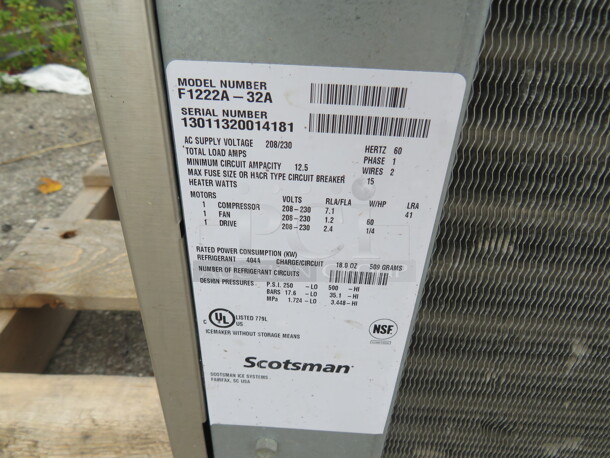 MODEL NUMBER
F1222A-32A
SERIAL NUMBER
13011320014181
AC SUPPLY VOLTAGE 208/230 HERTZ 60
TOTAL LOAD AMPS PHASE 1
MINIMUM CIRCUIT AMPACITY 12.5 WIRES 2
MAX FUSE SIZE OR HACR TYPE CIRCUIT BREAKER 15
HEATER WATTS
MOTORS VOLTS RLA/FLA W/HP LRA
1 COMPRESSOR 208-230 7.1 41
1 FAN 208-230 1.2 60
1 DRIVE 208-230 2.4 1/4
RATED POWER CONSUMPTION (KW)
REFRIGERANT 404A CHARGE/CIRCUIT 18.0 OZ 509 GRAMS
NUMBER OF REFRIGERANT CIRCUITS
DESIGN PRESSURES P.S.I. 250 -LO 500 -HI
BARS 17.6 -LO 35.1 -HI
MPa 1.724 -LO 3.448 -HI
C UL US LISTED 779L
NSF
ICEMAKER WITHOUT STORAGE MEANS
Scotsman
SCOTSMAN ICE SYSTEMS
FAIRFAX, SC USA